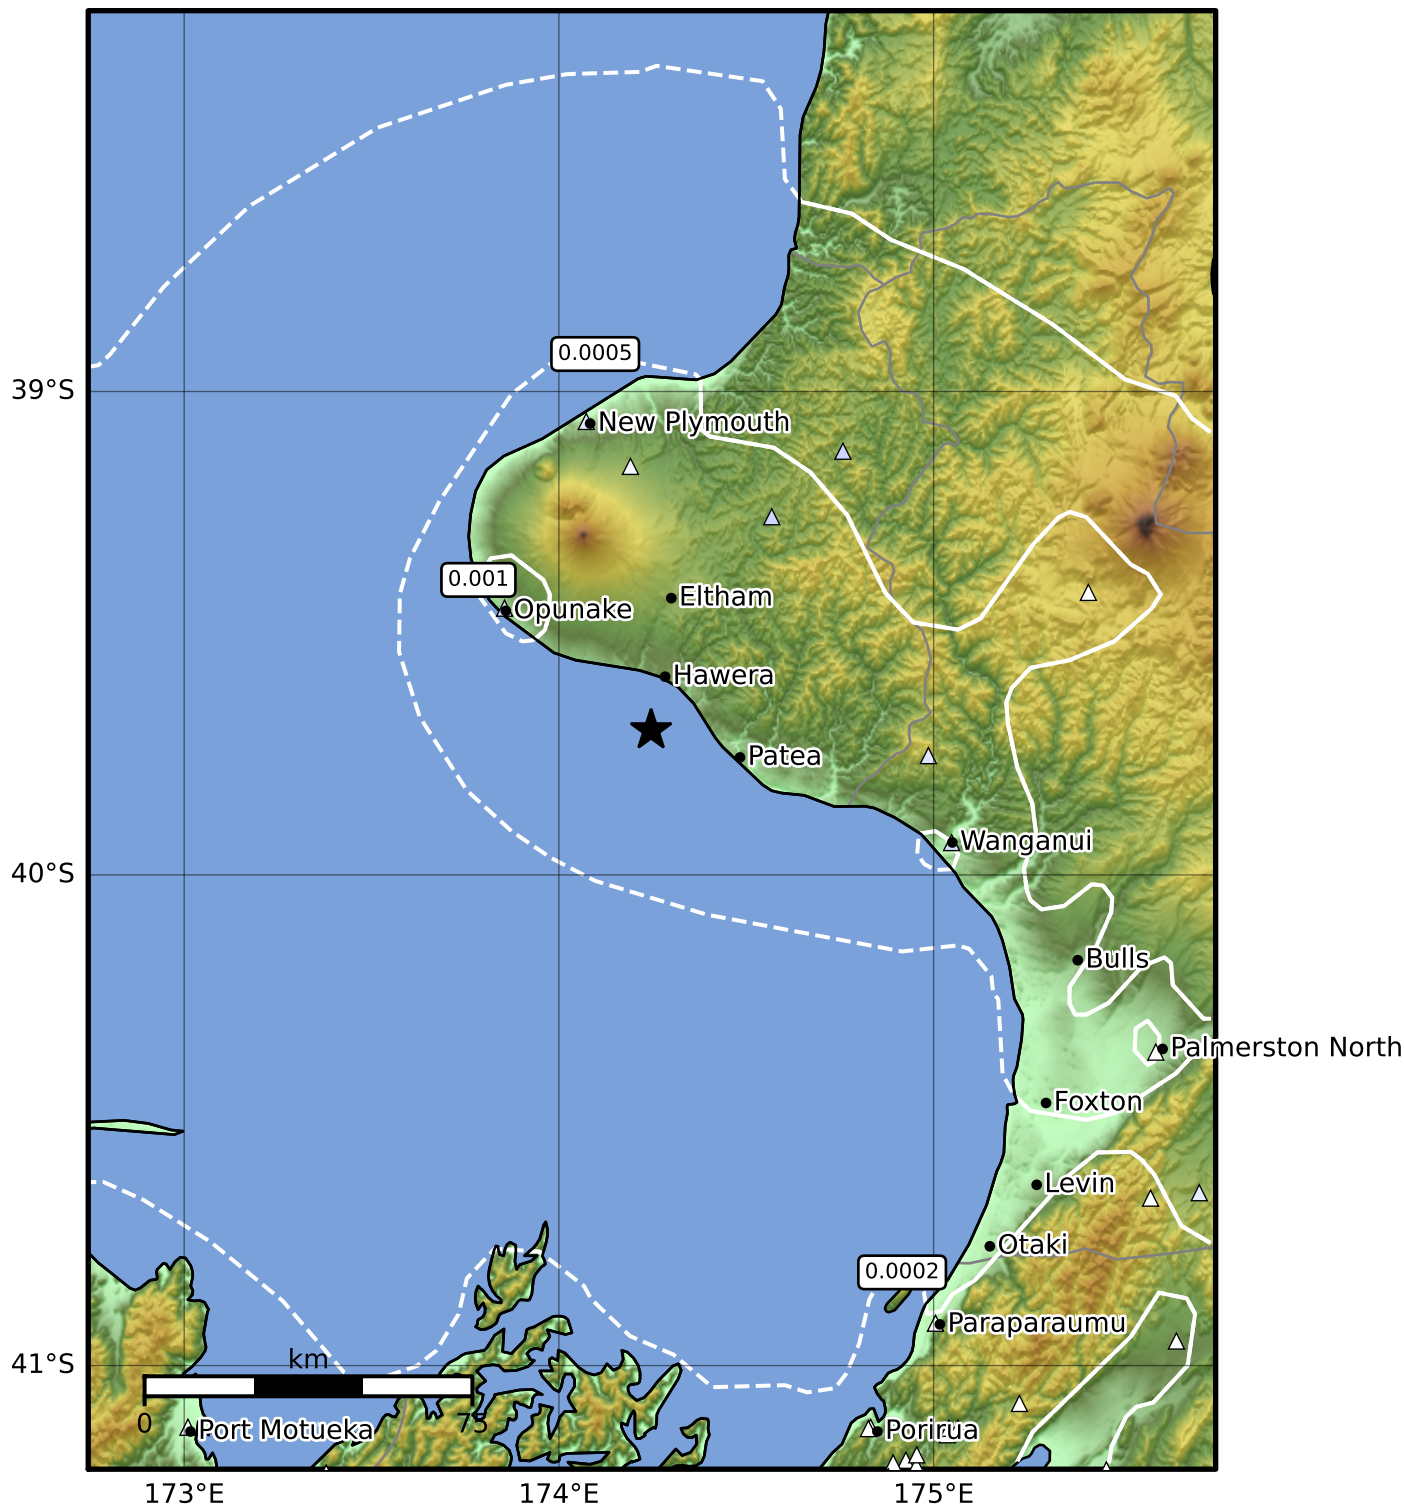 0.0005
39°S
New Plymouth
0.001
Eltham
Opunake
Hawera
Patea
Wanganui
40°S
Bulls
Palmerston North
Foxton
Levin
Otaki
0.0002
Paraparaumu
41°S
km
0
75
Port Motueka
Porirua
173°E
174°E
175°E